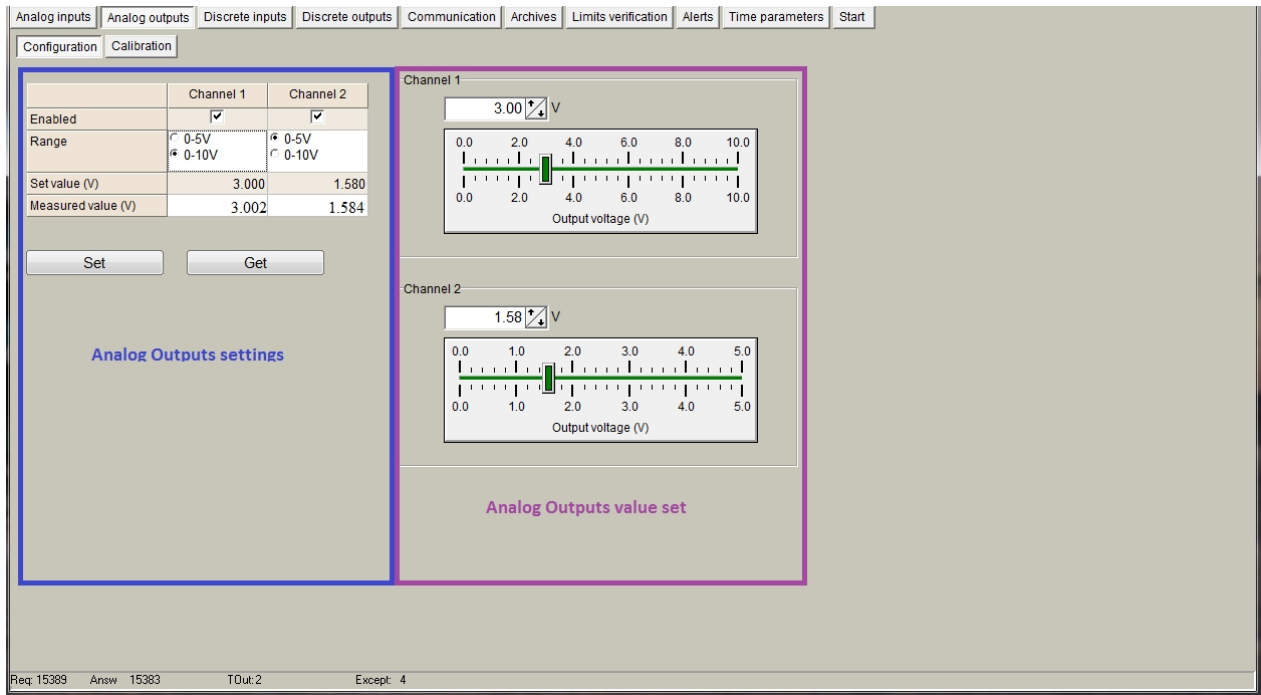 Analog inputs Analog outputs Discrete inputs Discrete outputs Communication Archives Limits verification Alerts Time parameters Start
Configuration Calibration
Channel 1 Channel 2
Enabled
Range 0-5V 0-5V
0-10V 0-10V
Set value (V) 3.000 1.580
Measured value (V) 3.002 1.584
Set Get
Analog Outputs settings
Channel 1
3.00 V
0.0 2.0 4.0 6.0 8.0 10.0
0.0 2.0 4.0 6.0 8.0 10.0
Output voltage (V)
Channel 2
1.58 V
0.0 1.0 2.0 3.0 4.0 5.0
0.0 1.0 2.0 3.0 4.0 5.0
Output voltage (V)
Analog Outputs value set
Req: 15389 Answ 15383 TOut: 2 Except: 4